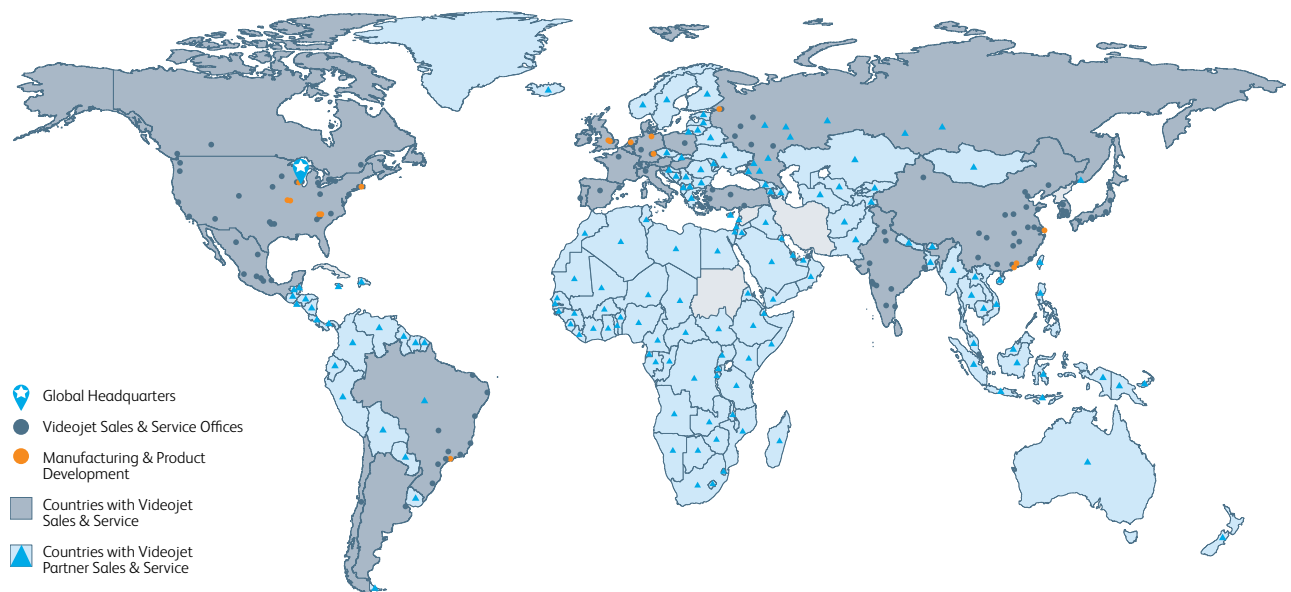 Global Headquarters
Videojet Sales & Service Offices
Manufacturing & Product
Development
Countries with Videojet
Sales & Service
Countries with Videojet
Partner Sales & Service